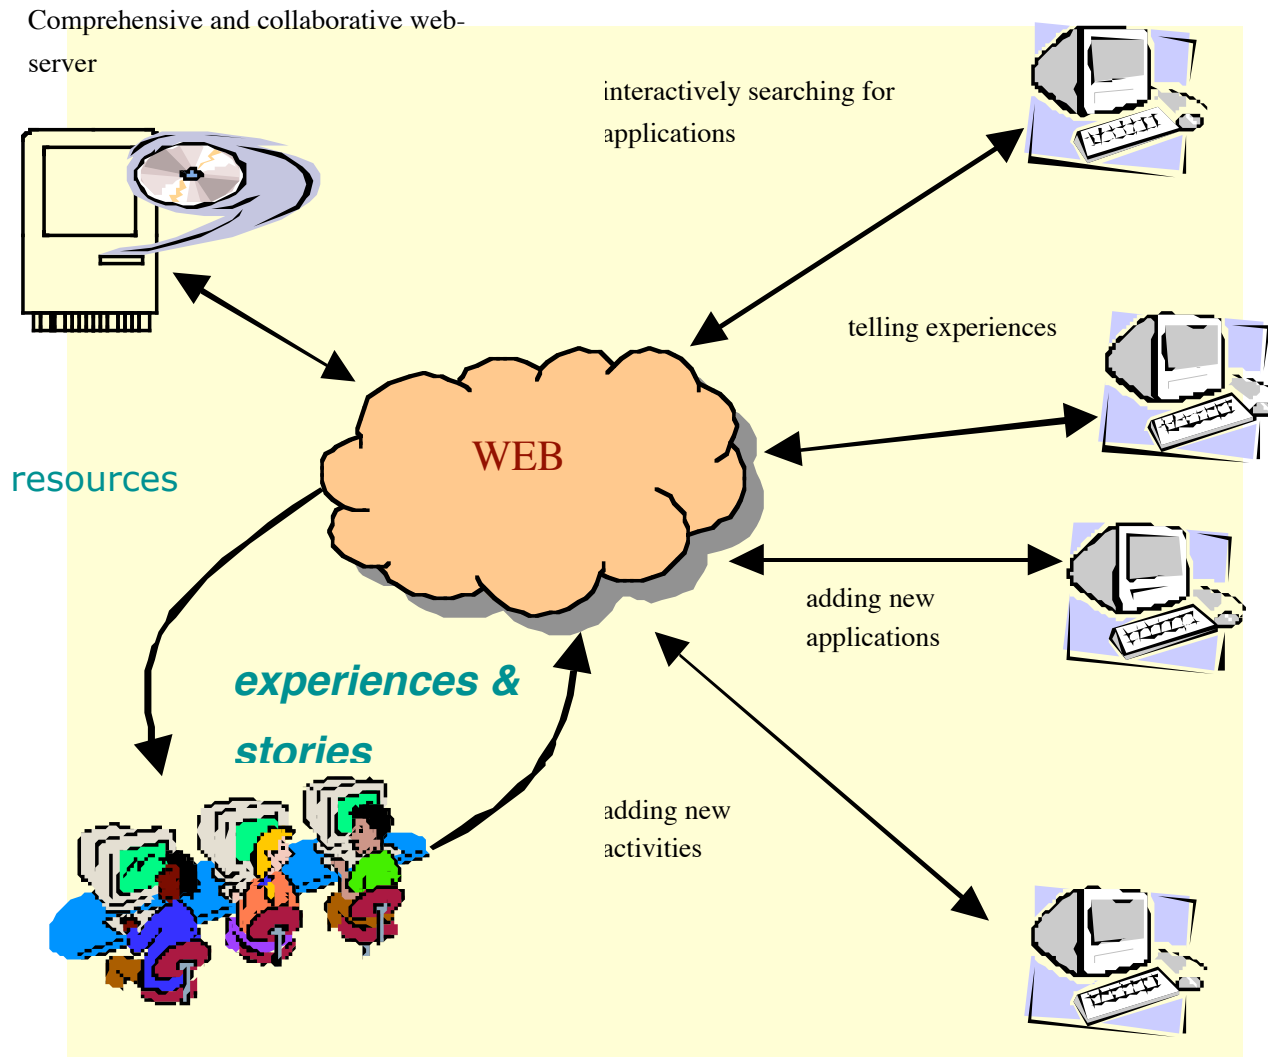 Comprehensive and collaborative web-
server
interactively searching for
applications
telling experiences
WEB
resources
adding new
applications
experiences &
stories
adding new
activities